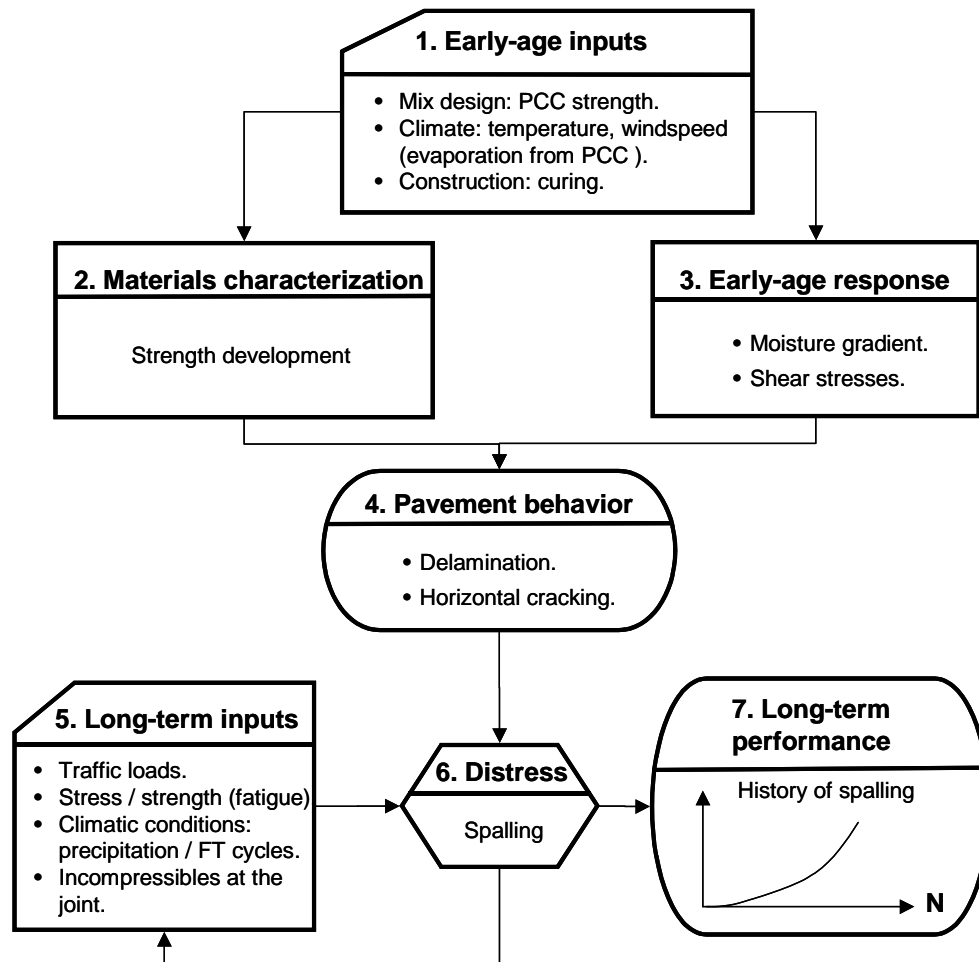 1. Early-age inputs
• Mix design: PCC strength.
• Climate: temperature, windspeed
(evaporation from PCC ).
• Construction: curing.
2. Materials characterization
Strength development
3. Early-age response
• Moisture gradient.
• Shear stresses.
4. Pavement behavior
• Delamination.
• Horizontal cracking.
5. Long-term inputs
• Traffic loads.
• Stress / strength (fatigue)
• Climatic conditions:
precipitation / FT cycles.
• Incompressibles at the
joint.
6. Distress
Spalling
7. Long-term
performance
History of spalling
N